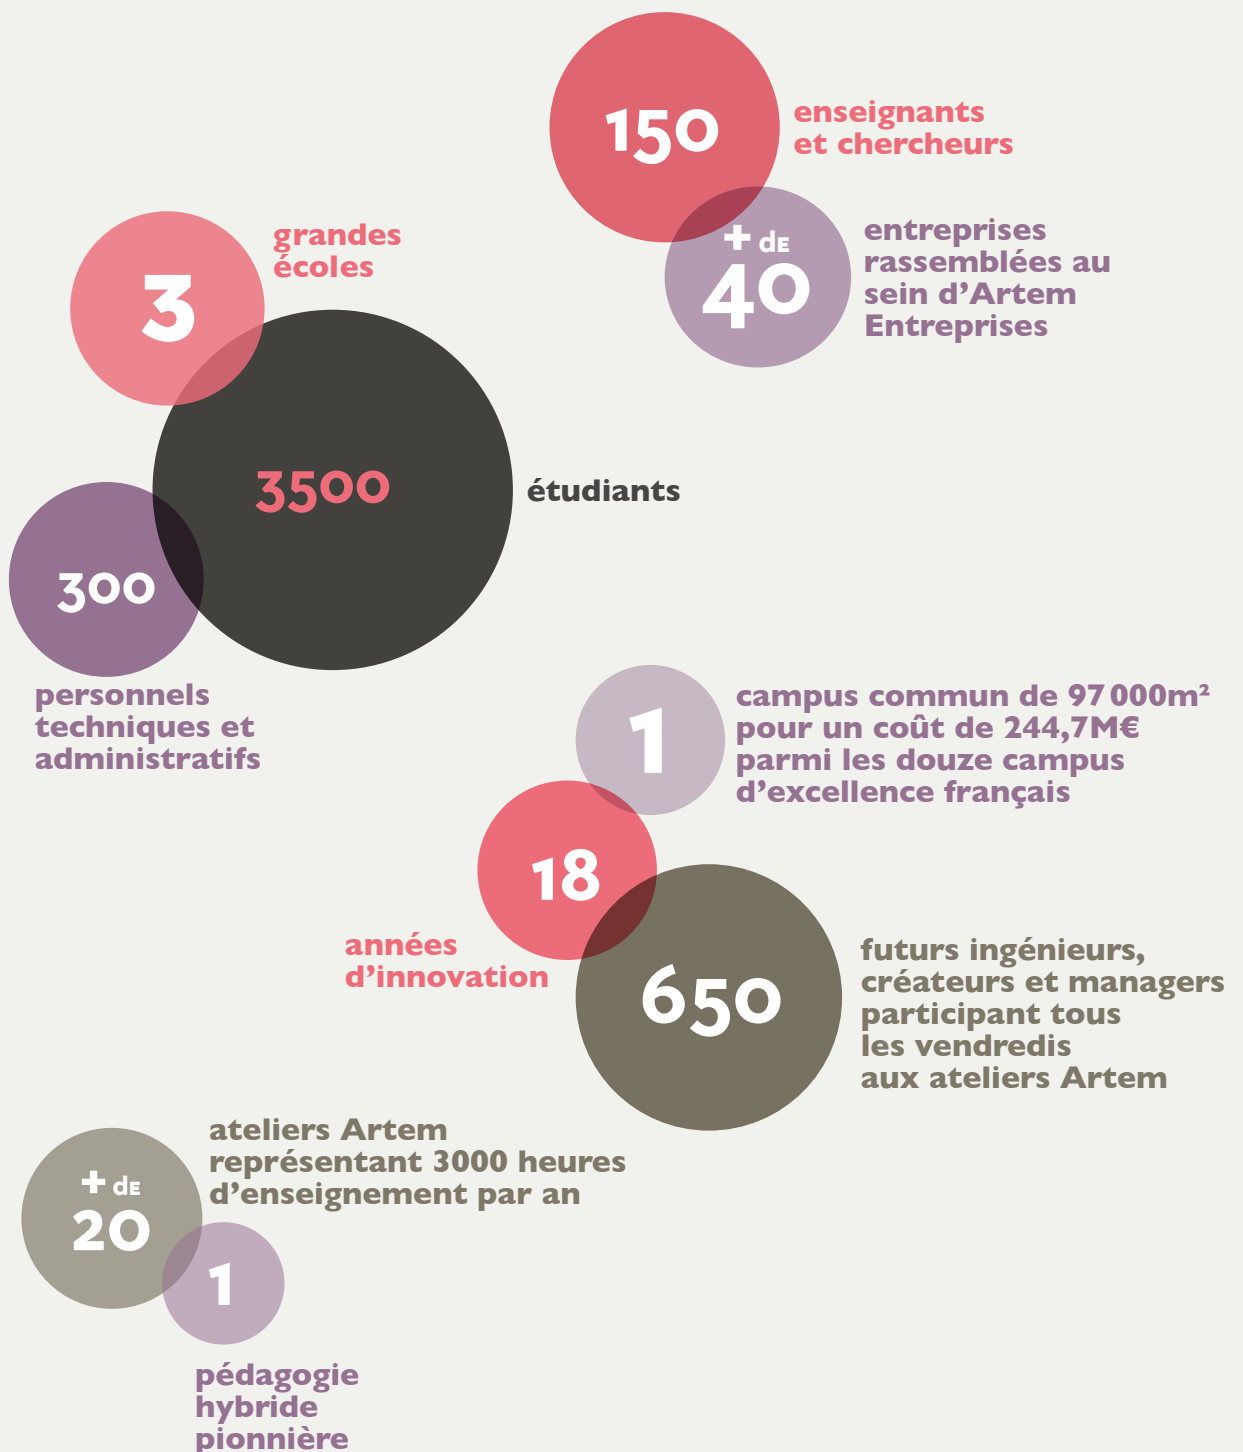 150
enseignants
et chercheurs
+ de
40
entreprises
rassemblées au
sein d’Artem
Entreprises
3
grandes
écoles
3500
étudiants
300
personnels
techniques et
administratifs
1
campus commun de 97 000m²
pour un coût de 244,7M€
parmi les douze campus
d’excellence français
18
années
d’innovation
650
futurs ingénieurs,
créateurs et managers
participant tous
les vendredis
aux ateliers Artem
+ de
20
ateliers Artem
représentant 3000 heures
d’enseignement par an
1
pédagogie
hybride
pionnière